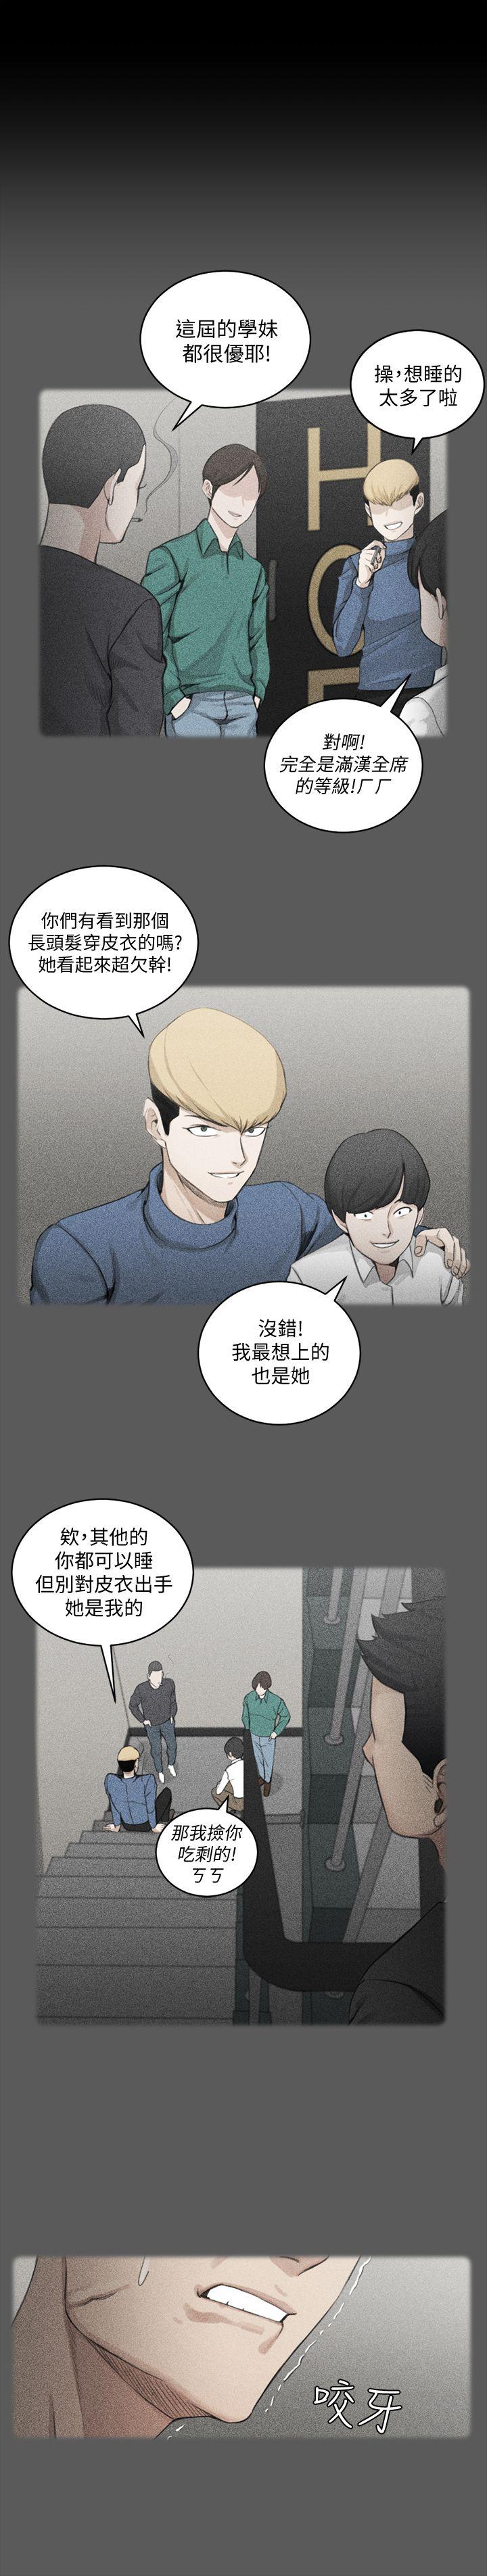 這屆的學妹
都很優耶!
操,想睡的
太多了啦
HOF
對啊!
完全是滿漢全席
的等級!ㄏㄏ
你們有看到那個
長頭髮穿皮衣的嗎?
她看起來超欠幹!
沒錯!
我最想上的
也是她
欸,其他的
你都可以睡
但別對皮衣出手
她是我的
那我撿你
吃剩的!
ㄎㄎ
咬牙